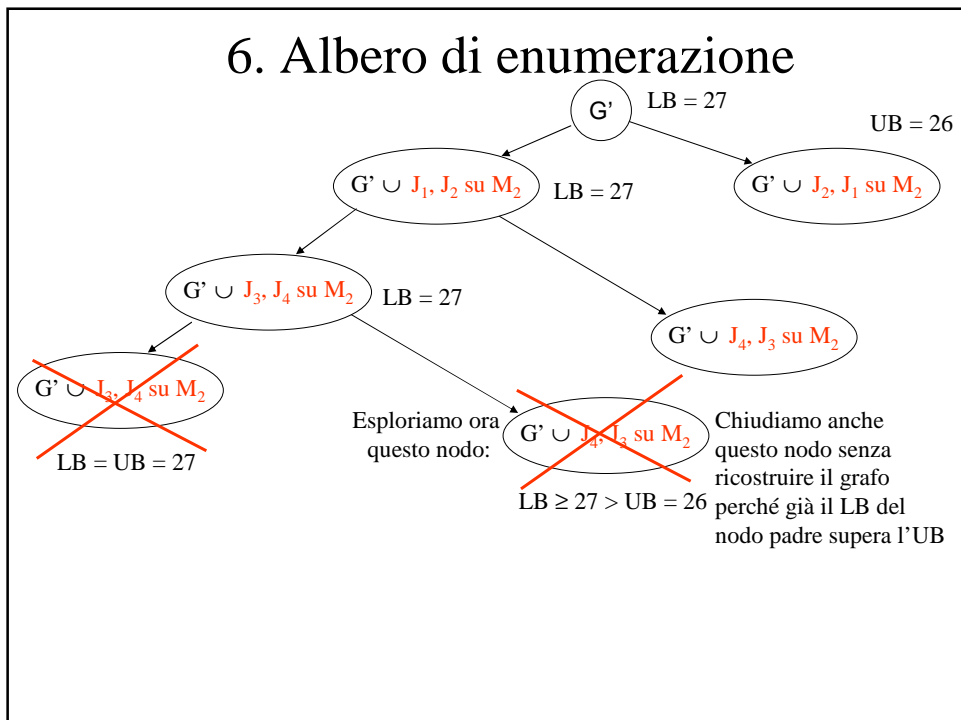 6. Albero di enumerazione
G’
LB = 27
UB = 26
G’ ∪ J₁, J₂ su M₂
LB = 27
G’ ∪ J₂, J₁ su M₂
G’ ∪ J₃, J₄ su M₂
LB = 27
G’ ∪ J₄, J₃ su M₂
G’ ∪ J₃, J₄ su M₂
LB = UB = 27
Esploriamo ora
questo nodo:
G’ ∪ J₄, J₃ su M₂
LB ≥ 27 > UB = 26
Chiudiamo anche
questo nodo senza
ricostruire il grafo
perché già il LB del
nodo padre supera l’UB